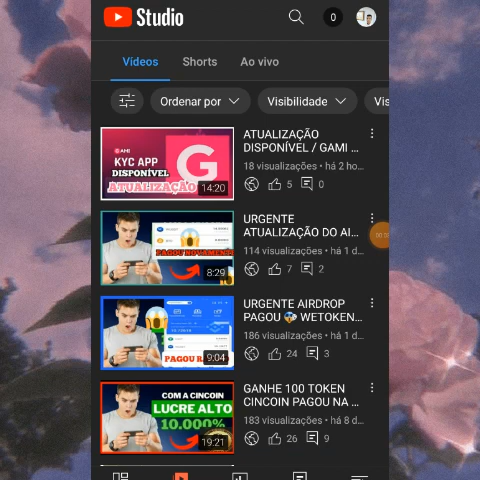 Studio
0
Vídeos
Shorts
Ao vivo
Ordenar por
Visibilidade
Vis
AMI
KYC APP
DISPONÍVEL
ATUALIZAÇÃO
G
14:20
ATUALIZAÇÃO
DISPONÍVEL / GAMI ...
18 visualizações • há 2 ho...
5
0
PAGOU NOVAMENTE
8:29
URGENTE
ATUALIZAÇÃO DO AI...
114 visualizações • há 1 d...
7
2
PAGOU
9:04
URGENTE AIRDROP
PAGOU 😱 WETOKEN...
186 visualizações • há 1 d...
24
3
COM A CINCOIN
LUCRE ALTO
10.000%
19:21
GANHE 100 TOKEN
CINCOIN PAGOU NA ...
183 visualizações • há 8 d...
26
9